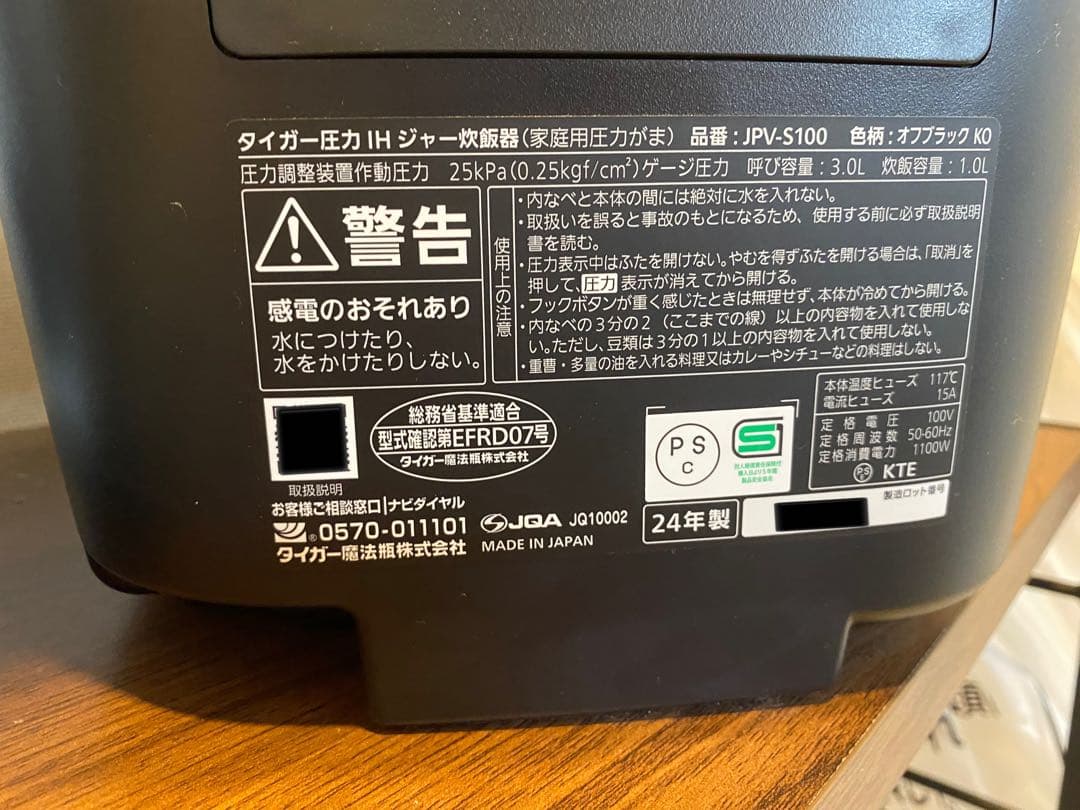 タイガー圧力IHジャー炊飯器(家庭用圧力がま) 品番:JPV-S100 色柄:オフブラック KO
圧力調整装置作動圧力 25kPa(0.25kgf/cm²)ゲージ圧力 呼び容量:3.0L 炊飯容量:1.0L
警告
感電のおそれあり
水につけたり、
水をかけたりしない。
使用上の注意
・内なべと本体の間には絶対に水を入れない。
・取扱いを誤ると事故のもとになるため、使用する前に必ず取扱説明
書を読む。
・圧力表示中はふたを開けない。やむを得ずふたを開ける場合は、「取消」を
押して、圧力表示が消えてから開ける。
・フックボタンが重く感じたときは無理せず、本体が冷めてから開ける。
・内なべの3分の2(ここまでの線)以上の内容物を入れて使用しな
い。ただし、豆類は3分の1以上の内容物を入れて使用しない。
・重曹・多量の油を入れる料理又はカレーやシチューなどの料理はしない。
取扱説明
総務省基準適合
型式確認第EFRD07号
タイガー魔法瓶株式会社
お客様ご相談窓口|ナビダイヤル
® 0570-011101
タイガー魔法瓶株式会社
JQA JQ10002
MADE IN JAPAN
PS
C
S
24年製
本体温度ヒューズ 117℃
電流ヒューズ 15A
定格電圧 100V
定格周波数 50-60Hz
定格消費電力 1100W
PS
E KTE
製造ロット番号